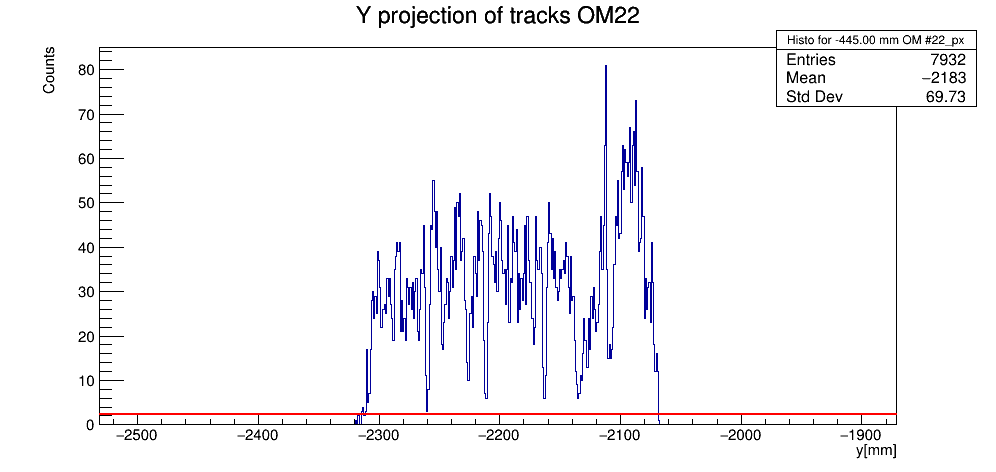 Y projection of tracks OM22
Histo for -445.00 mm OM #22_px
Entries 7932
Mean −2183
Std Dev 69.73
Counts
80
70
60
50
40
30
20
10
0
−2500 −2400 −2300 −2200 −2100 −2000 −1900
y[mm]